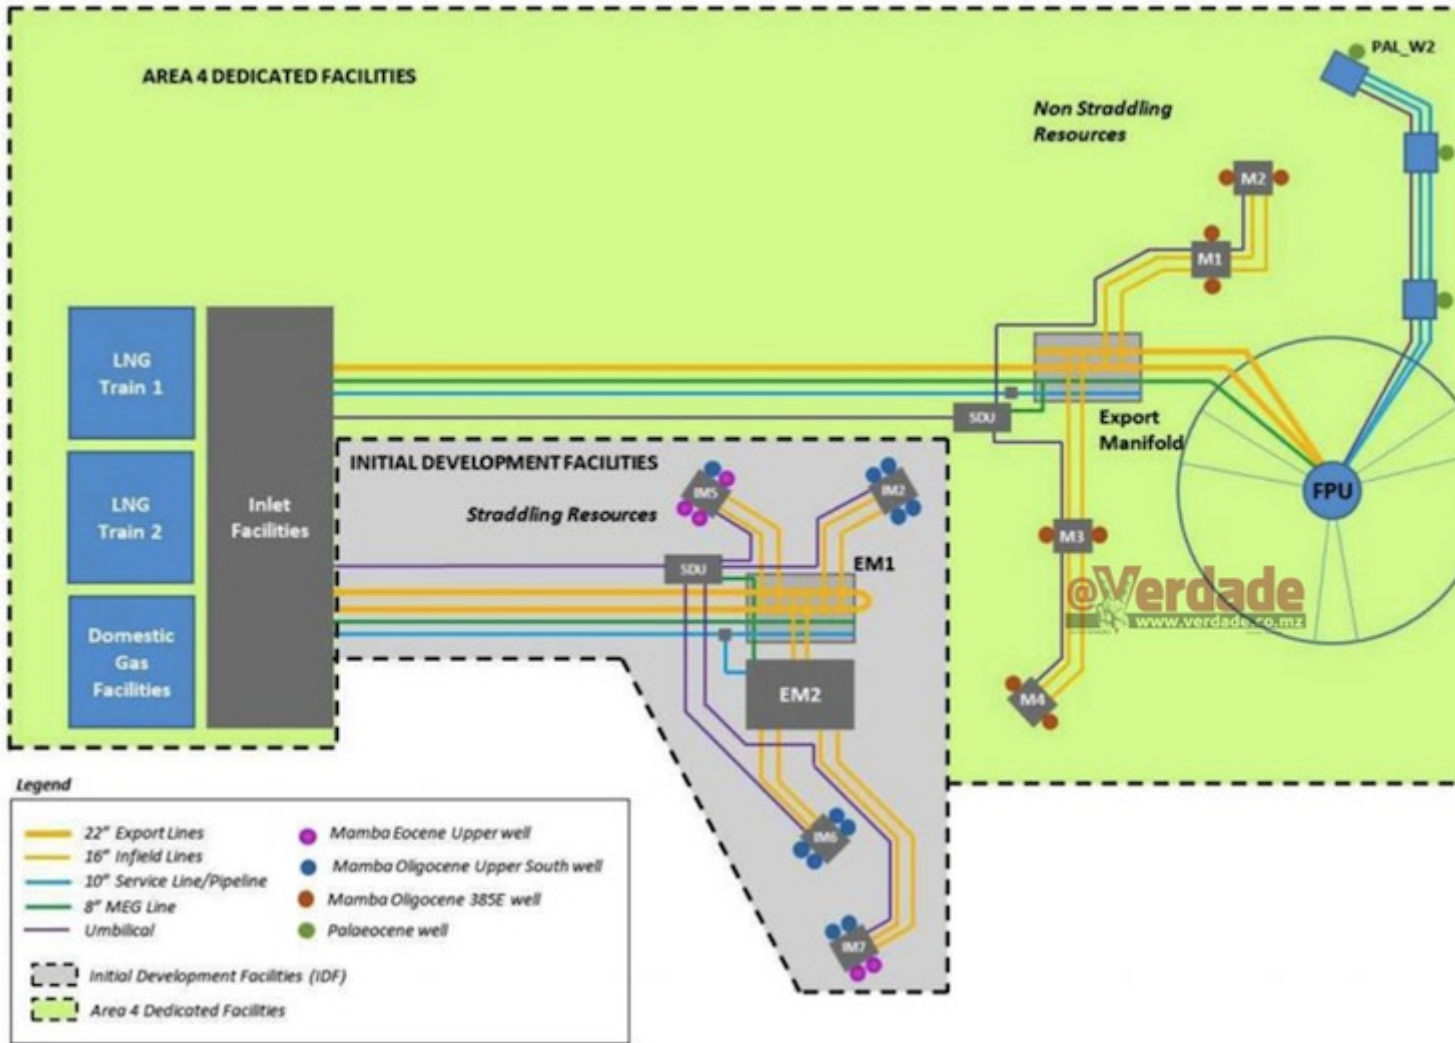 AREA 4 DEDICATED FACILITIES
PAL_W2
Non Straddling
Resources
M2
M1
LNG
Train 1
SDU
Export
Manifold
INITIAL DEVELOPMENT FACILITIES
LNG
Train 2
Inlet
Facilities
Straddling Resources
IM5
IM2
FPU
M3
SDU
EM1
@Verdade
www.verdade.co.mz
Domestic
Gas
Facilities
EM2
M4
IM6
IM7
Legend
22" Export Lines
16" Infield Lines
10" Service Line/Pipeline
8" MEG Line
Umbilical
Mamba Eocene Upper well
Mamba Oligocene Upper South well
Mamba Oligocene 385E well
Palaeocene well
Initial Development Facilities (IDF)
Area 4 Dedicated Facilities